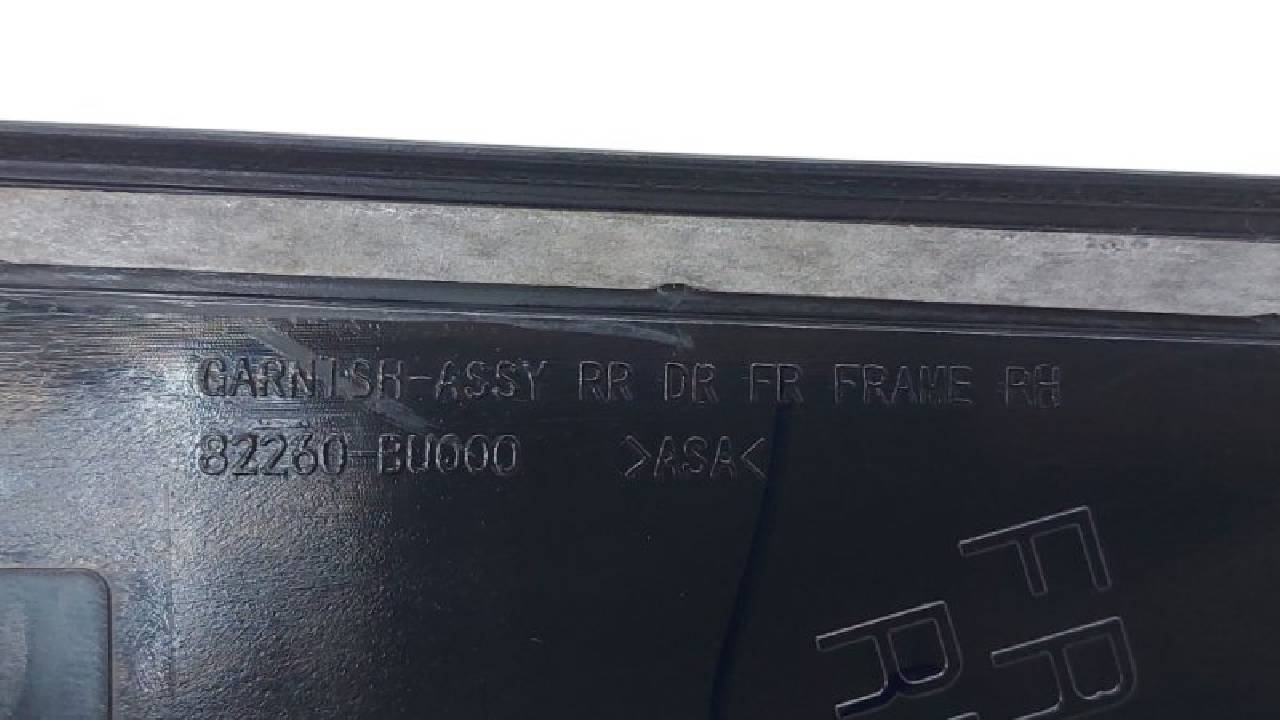 GARNISH-ASSY RR DR FR FRAME RH
82260-BU000 >ASA<
FR
R